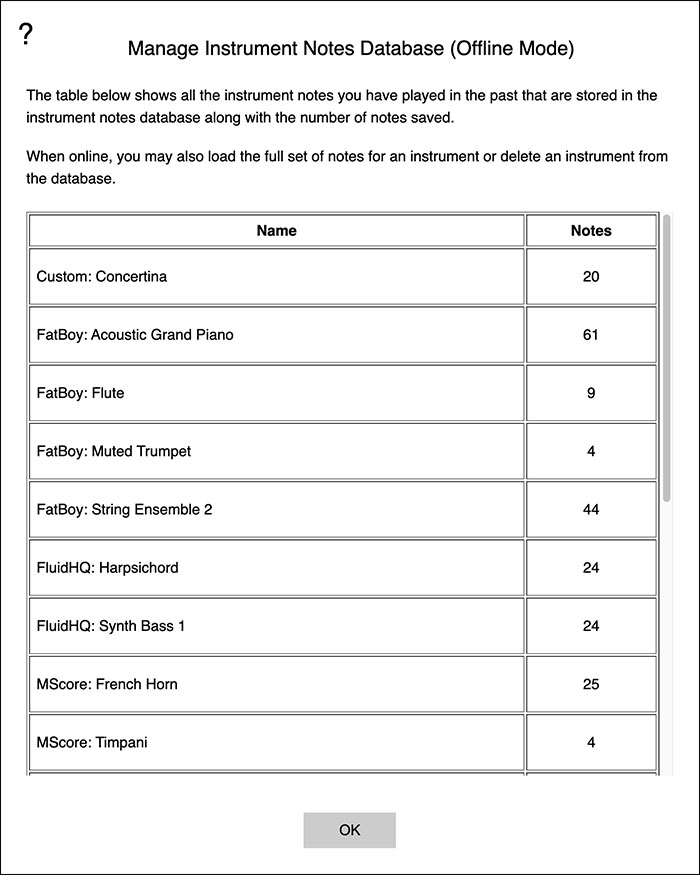 ?
Manage Instrument Notes Database (Offline Mode)
The table below shows all the instrument notes you have played in the past that are stored in the
instrument notes database along with the number of notes saved.
When online, you may also load the full set of notes for an instrument or delete an instrument from
the database.
Name Notes
Custom: Concertina 20
FatBoy: Acoustic Grand Piano 61
FatBoy: Flute 9
FatBoy: Muted Trumpet 4
FatBoy: String Ensemble 2 44
FluidHQ: Harpsichord 24
FluidHQ: Synth Bass 1 24
MScore: French Horn 25
MScore: Timpani 4
OK